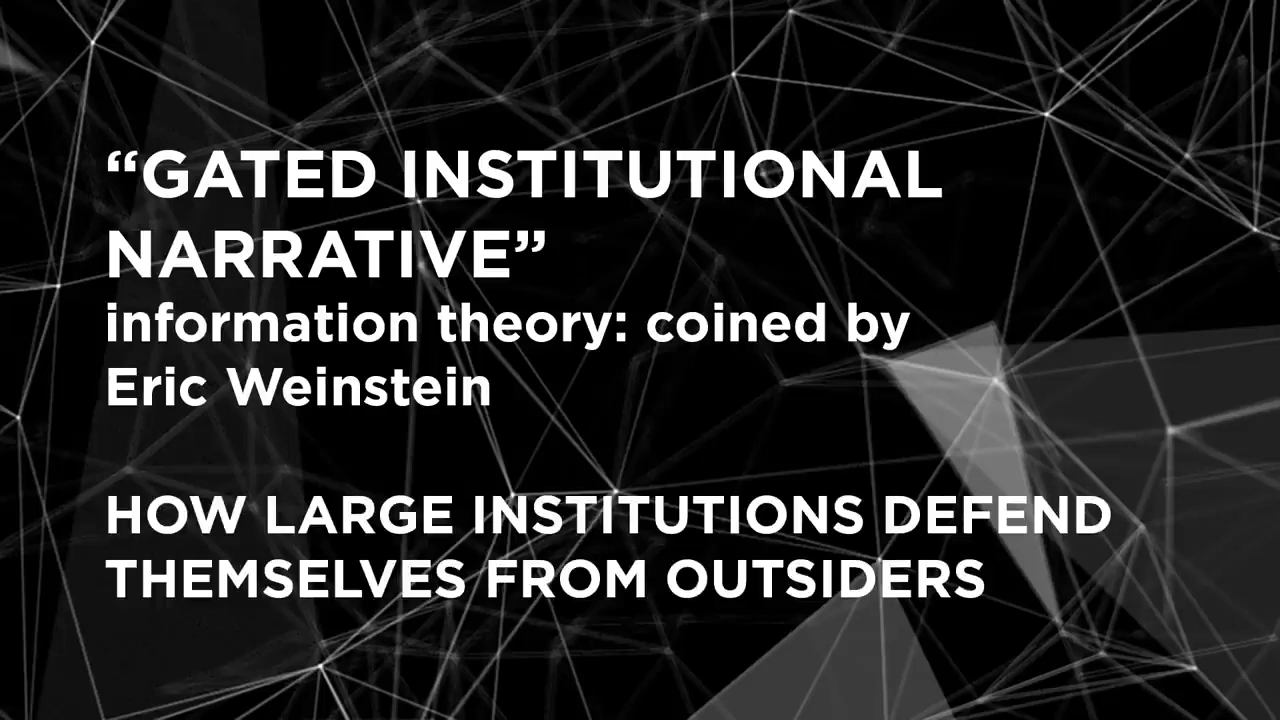 “GATED INSTITUTIONAL
NARRATIVE”
information theory: coined by
Eric Weinstein
HOW LARGE INSTITUTIONS DEFEND
THEMSELVES FROM OUTSIDERS